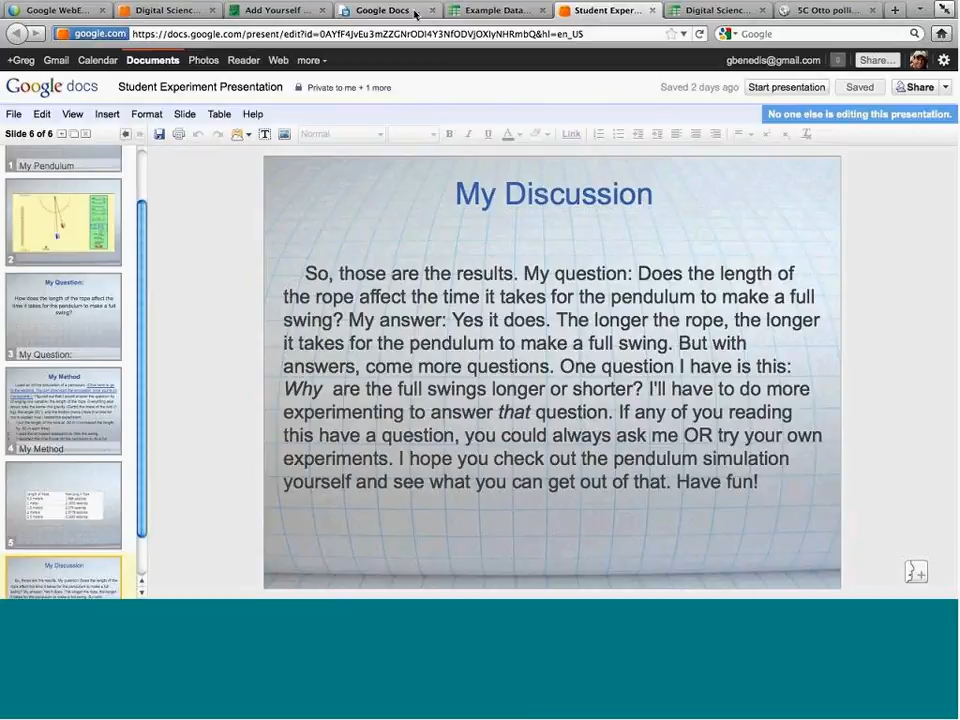 Google WebE...
Digital Scienc...
Add Yourself ...
Google Docs
Example Data...
Student Exper...
Digital Scienc...
5C Otto polli...
google.com
Google
+Greg Gmail Calendar Documents Photos Reader Web more
gbenedis@gmail.com 0 Share...
Google docs Student Experiment Presentation Private to me + 1 more Saved 2 days ago Start presentation Saved Share
File Edit View Insert Format Slide Table Help
No one else is editing this presentation.
Slide 6 of 6
Normal
B I U A Link
1 My Pendulum
2
My Question:
How does the length of the rope affect the
time it takes for the pendulum to make a full
swing?
3 My Question:
My Method
4 My Method
5
My Discussion
My Discussion
So, those are the results. My question: Does the length of
the rope affect the time it takes for the pendulum to make a full
swing? My answer: Yes it does. The longer the rope, the longer
it takes for the pendulum to make a full swing. But with
answers, come more questions. One question I have is this:
Why are the full swings longer or shorter? I'll have to do more
experimenting to answer that question. If any of you reading
this have a question, you could always ask me OR try your own
experiments. I hope you check out the pendulum simulation
yourself and see what you can get out of that. Have fun!